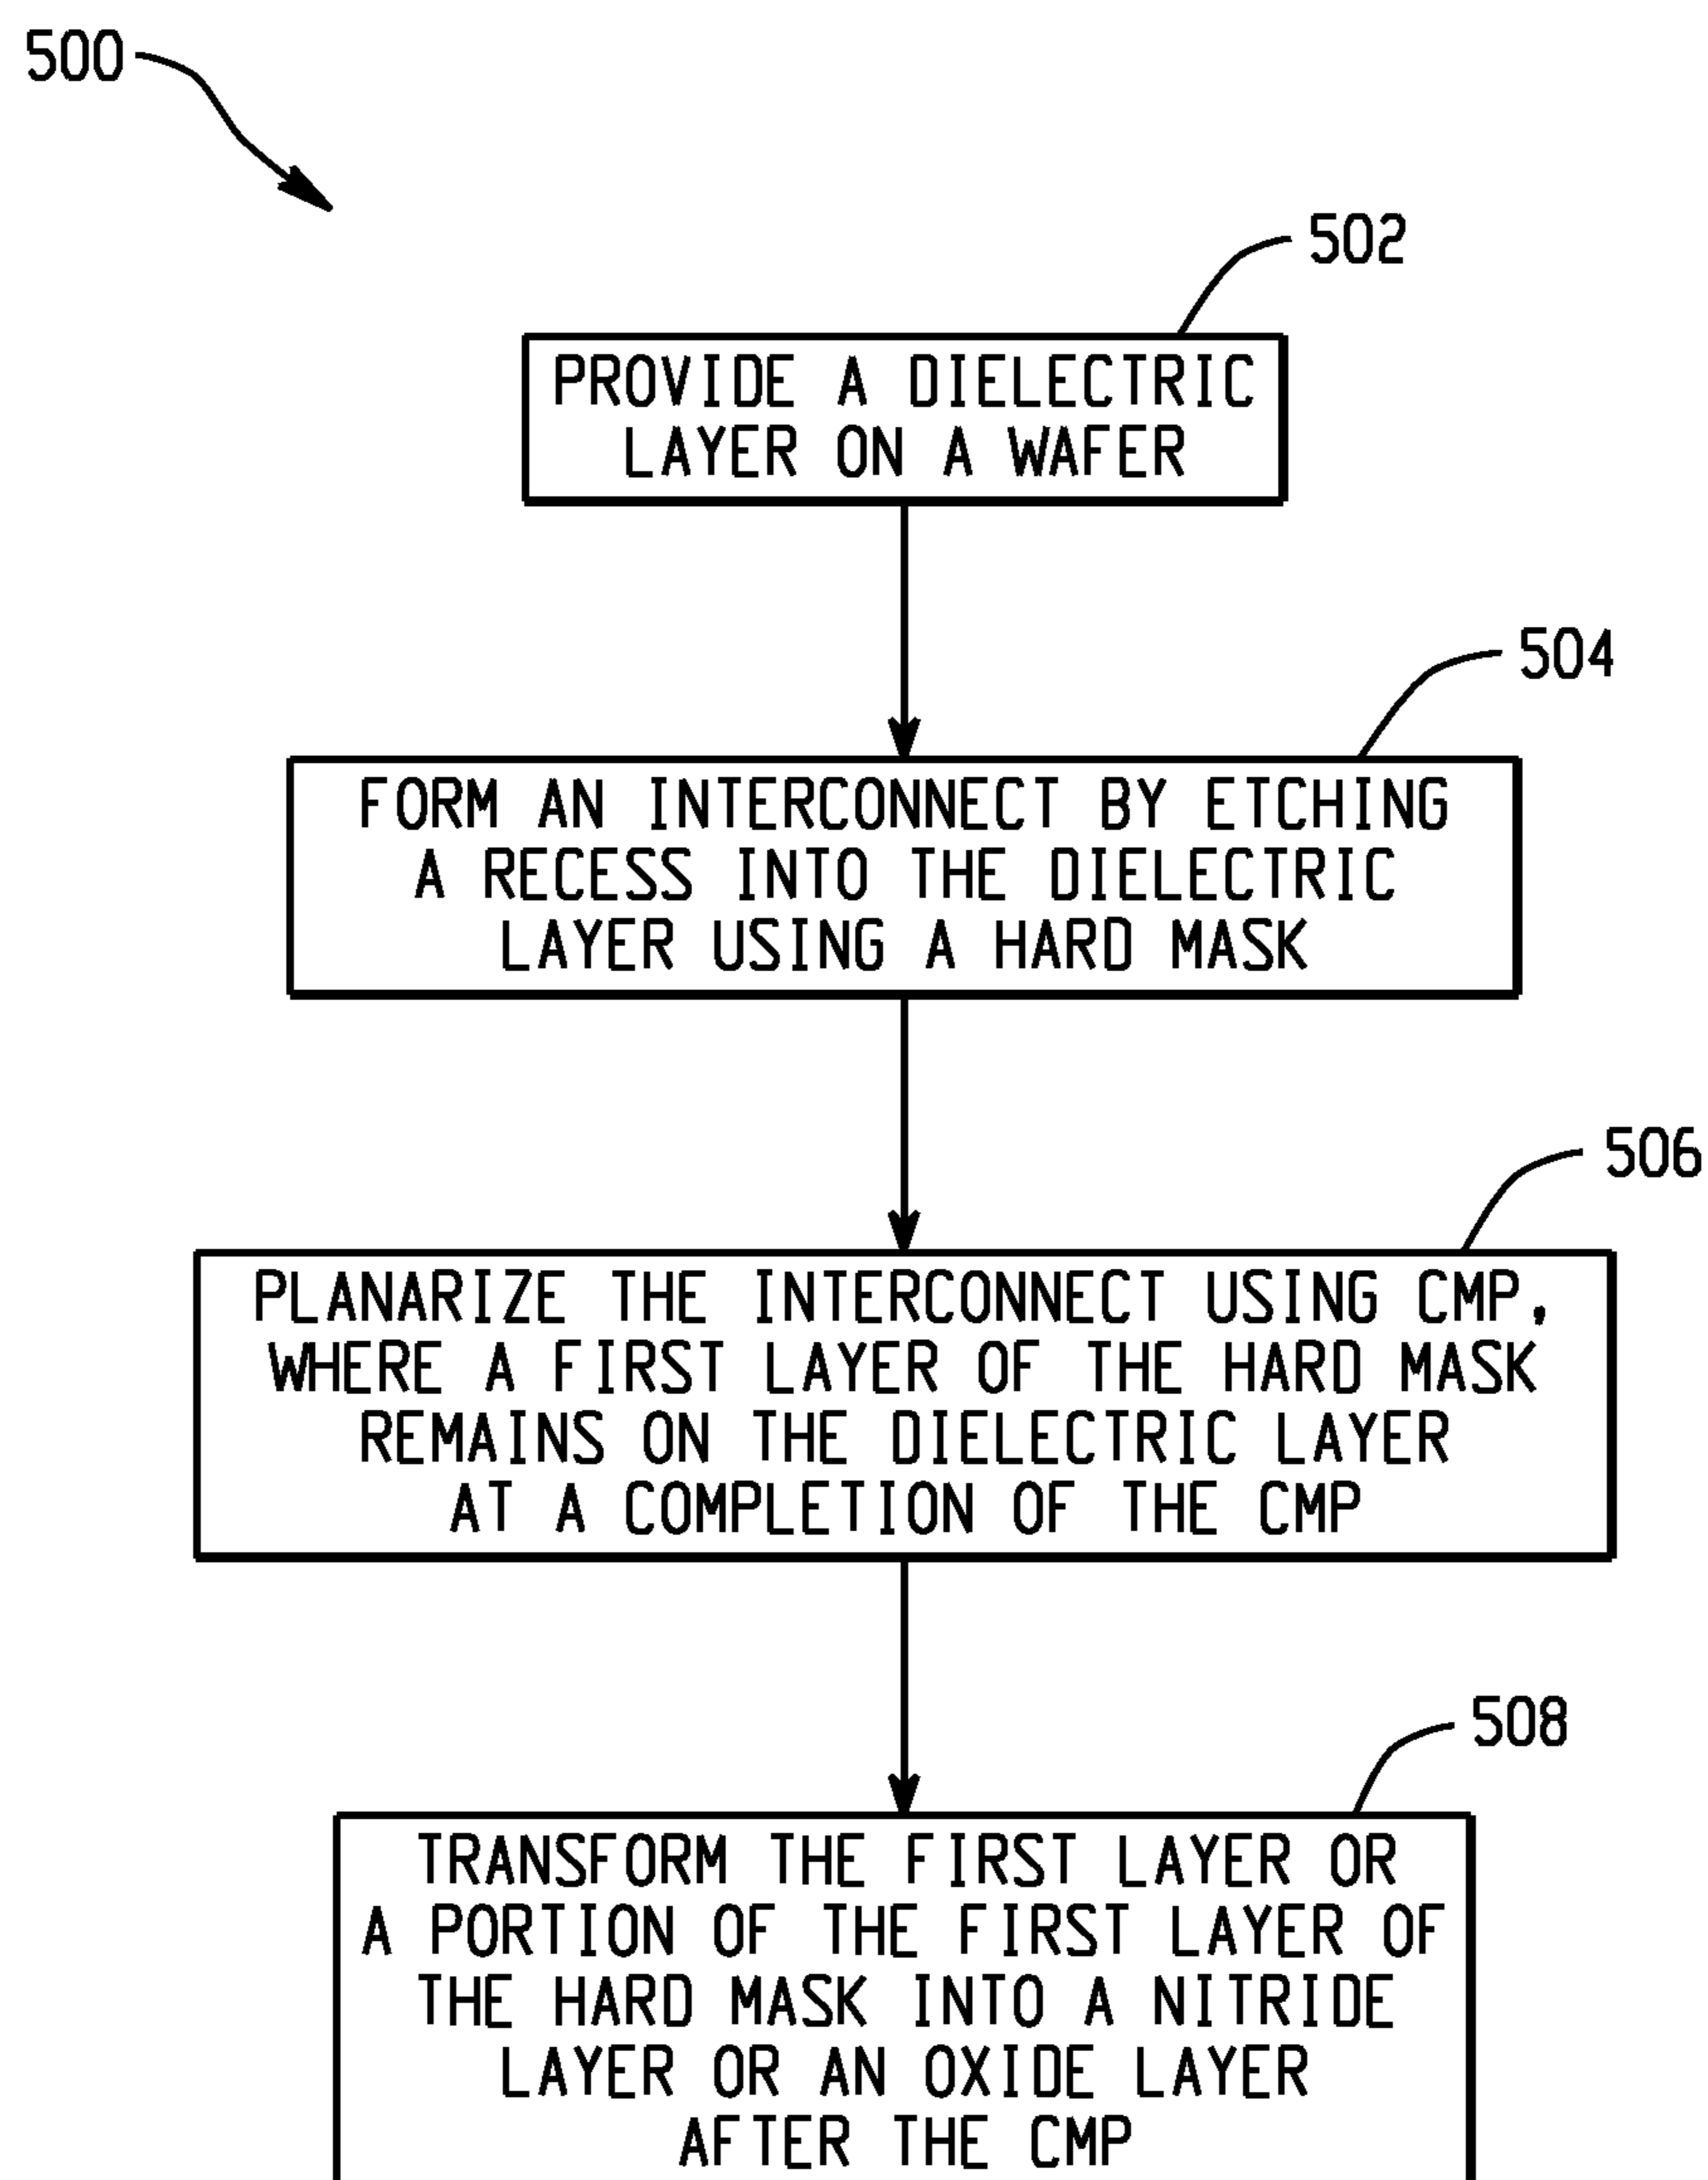 500
502
PROVIDE A DIELECTRIC
LAYER ON A WAFER
504
FORM AN INTERCONNECT BY ETCHING
A RECESS INTO THE DIELECTRIC
LAYER USING A HARD MASK
506
PLANARIZE THE INTERCONNECT USING CMP,
WHERE A FIRST LAYER OF THE HARD MASK
REMAINS ON THE DIELECTRIC LAYER
AT A COMPLETION OF THE CMP
508
TRANSFORM THE FIRST LAYER OR
A PORTION OF THE FIRST LAYER OF
THE HARD MASK INTO A NITRIDE
LAYER OR AN OXIDE LAYER
AFTER THE CMP